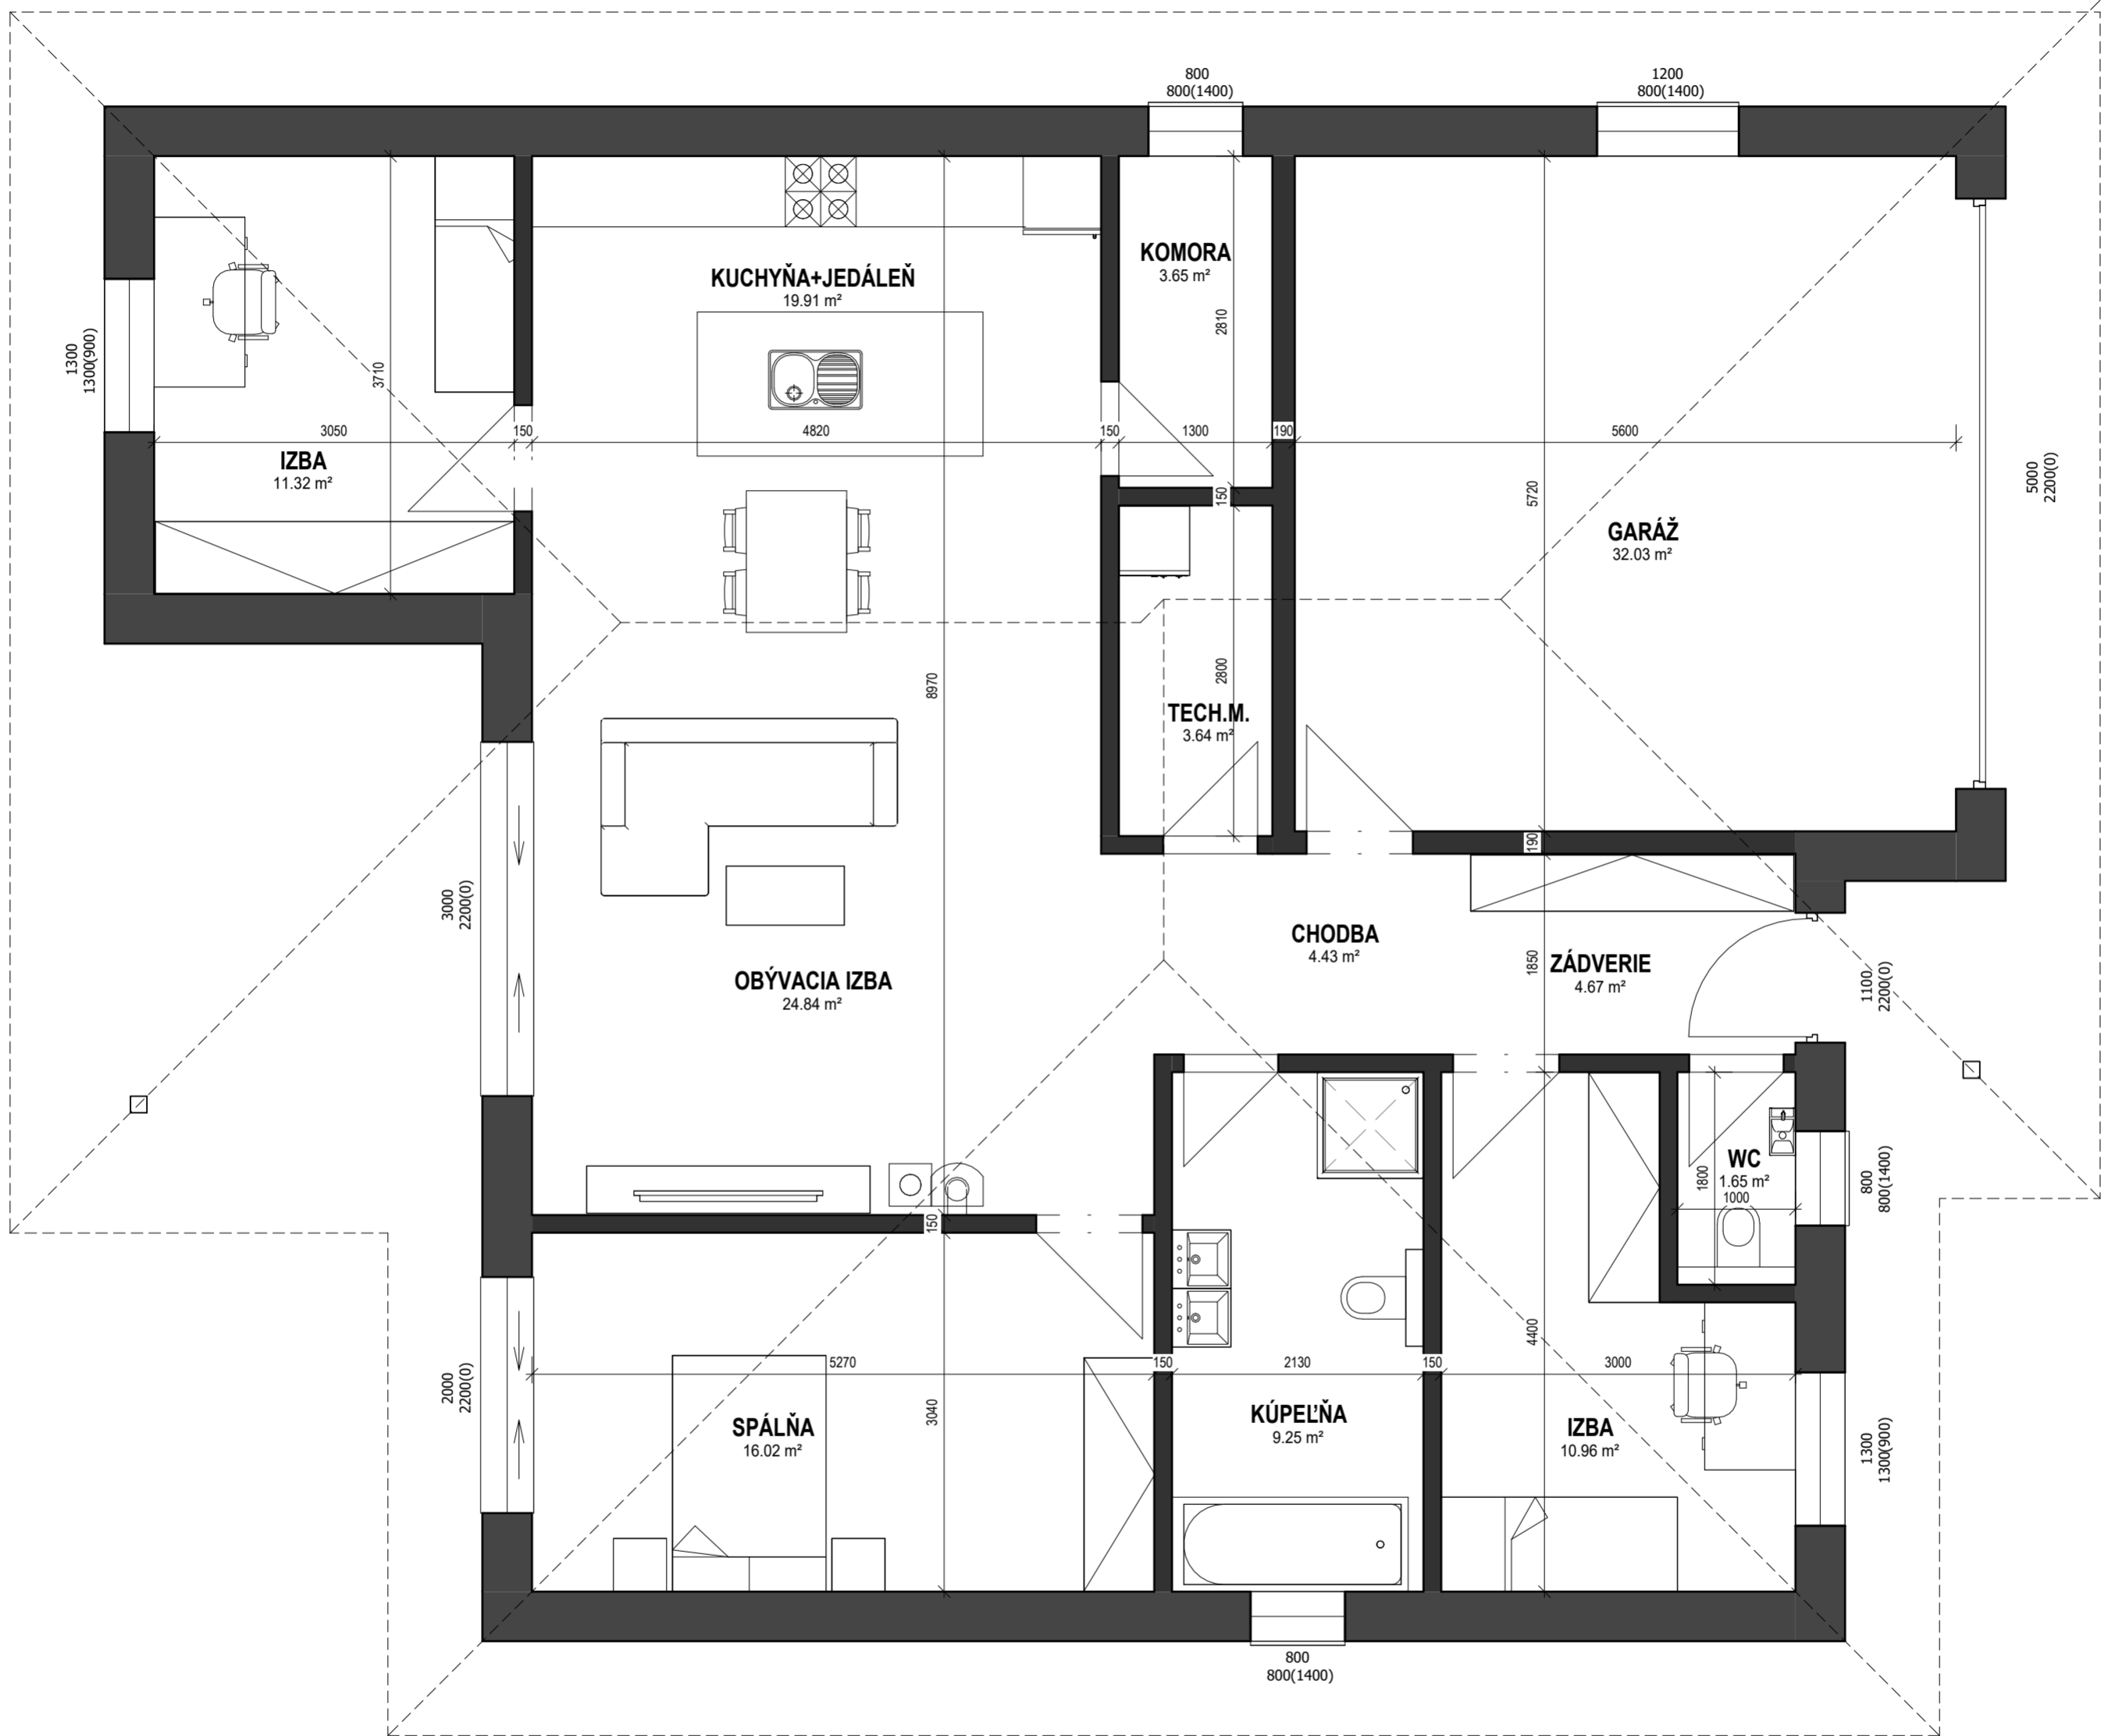 800
800(1400)
1200
800(1400)
KOMORA
3.65 m²
KUCHYŇA+JEDÁLEŇ
19.91 m²
2810
1300
1300(900)
3710
3050
150
4820
150
1300
190
5600
IZBA
11.32 m²
5000
2200(0)
150
5720
GARÁŽ
32.03 m²
8970
2800
TECH.M.
3.64 m²
190
3000
2200(0)
CHODBA
4.43 m²
1850
ZÁDVERIE
4.67 m²
OBÝVACIA IZBA
24.84 m²
1100
2200(0)
WC
1.65 m²
1800
1000
800
800(1400)
150
4400
5270
150
2130
150
3000
2000
2200(0)
3040
SPÁLŇA
16.02 m²
KÚPEĽŇA
9.25 m²
IZBA
10.96 m²
1300
1300(900)
800
800(1400)